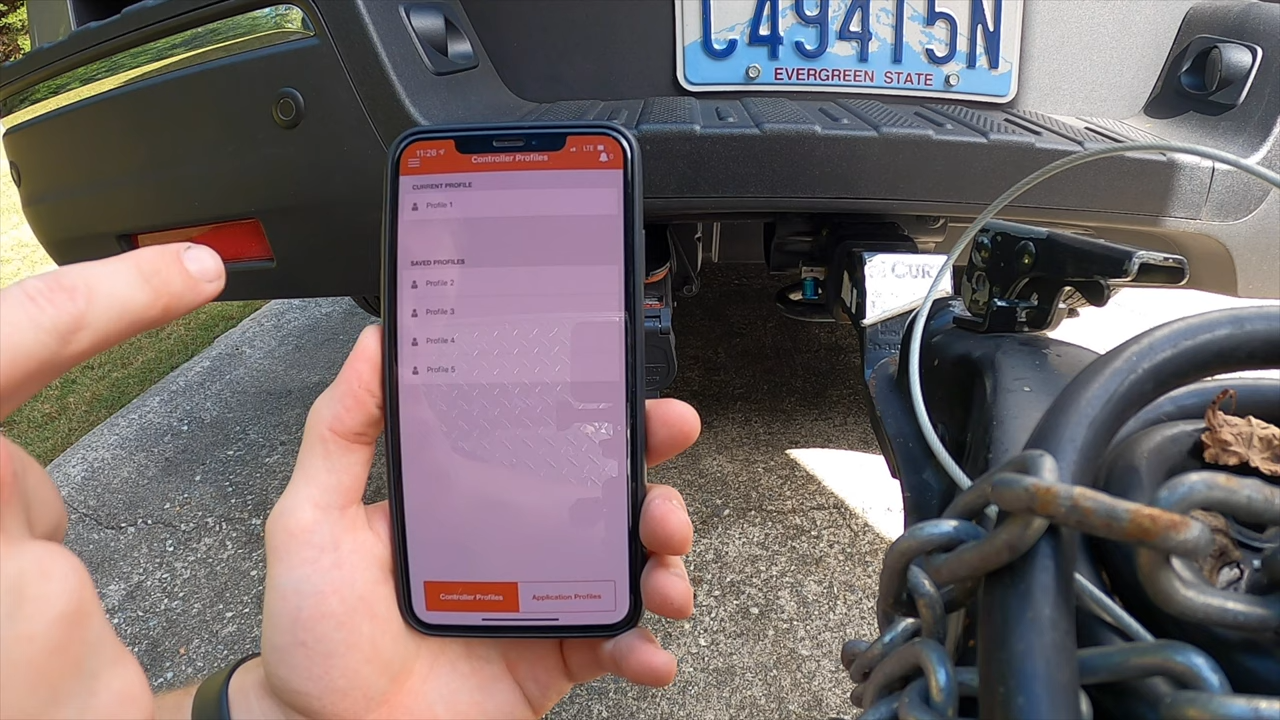 C49415N
EVERGREEN STATE
11:26
LTE
Controller Profiles
CURRENT PROFILE
Profile 1
SAVED PROFILES
Profile 2
Profile 3
Profile 4
Profile 5
Controller Profiles
Application Profiles
CUR